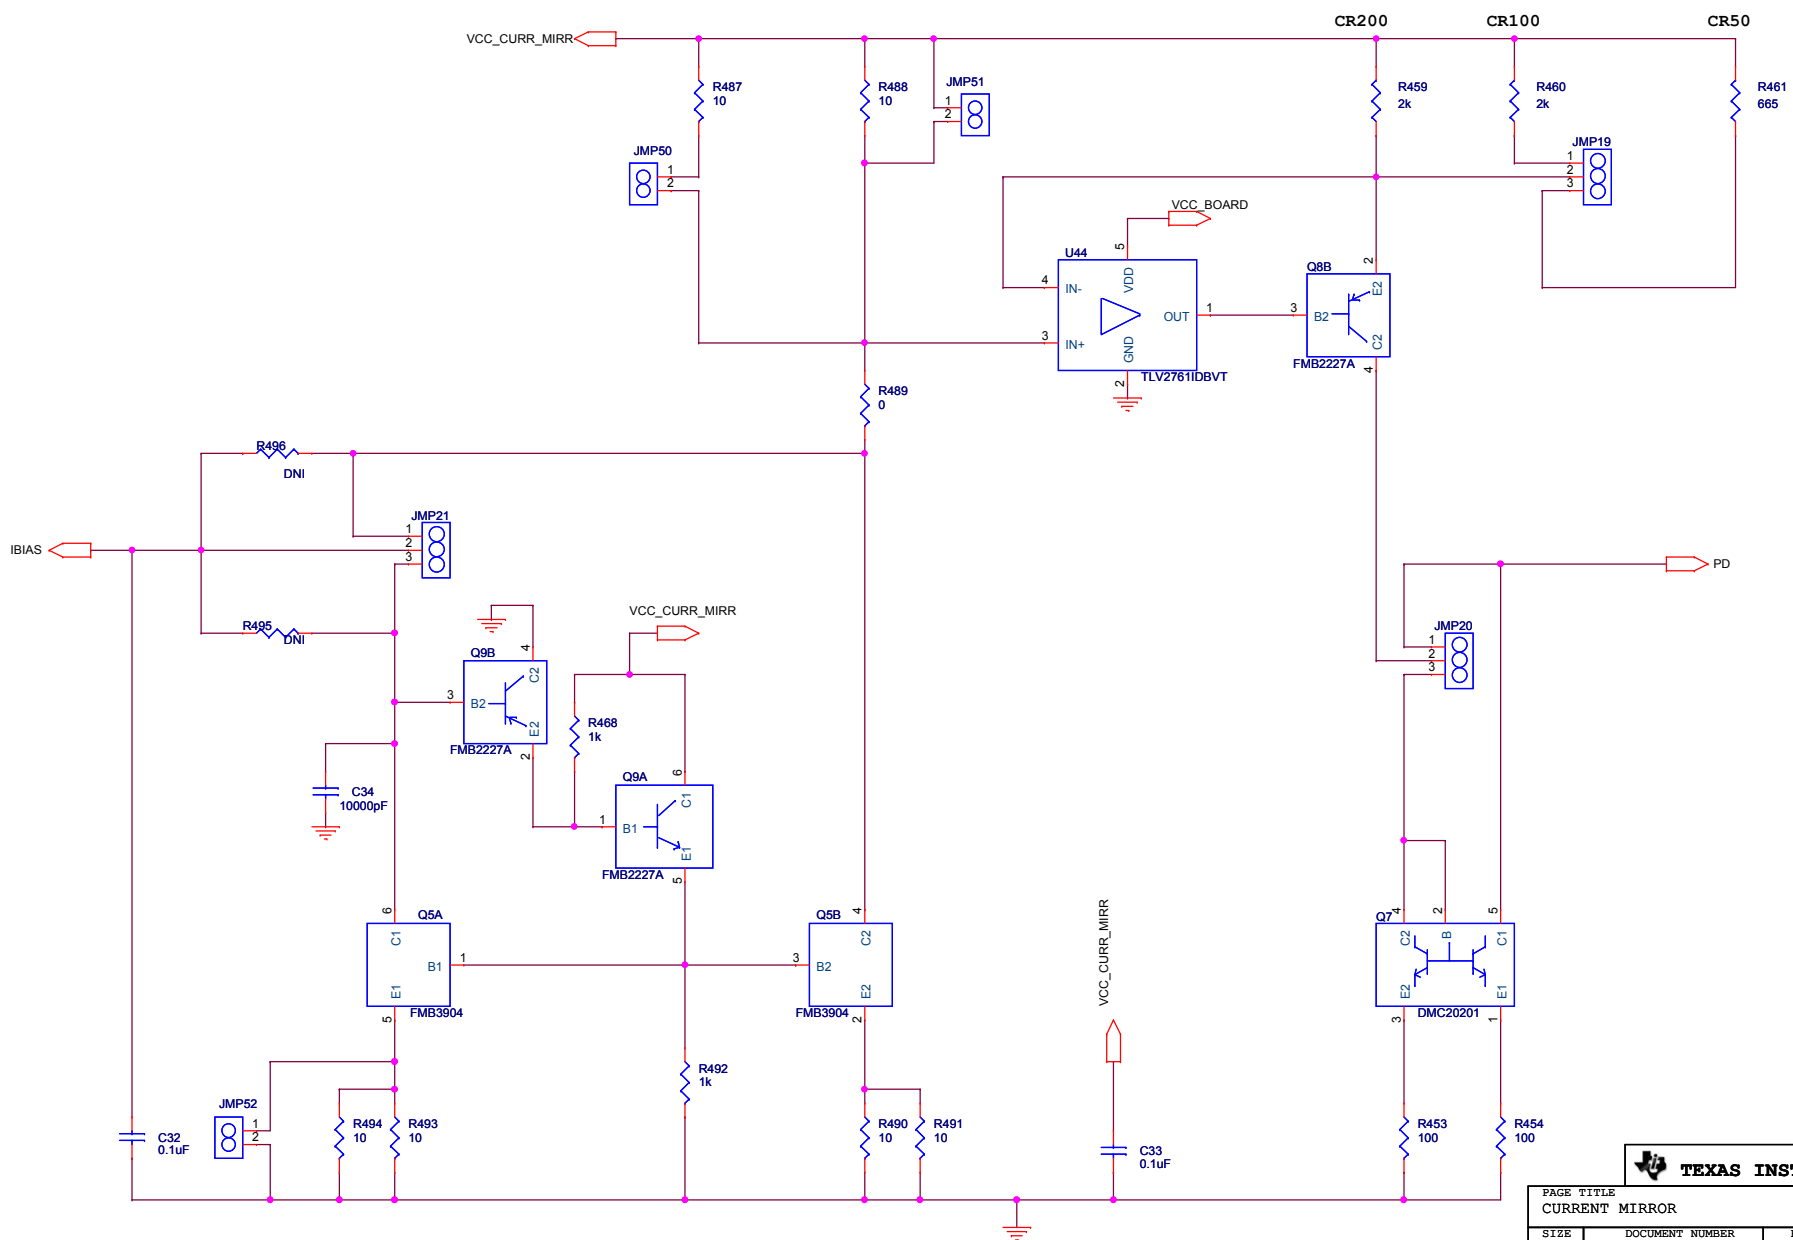 CR200 CR100 CR50
VCC_CURR_MIRR
R487
10
R488
10
JMP51
1
2
R459
2k
R460
2k
R461
665
JMP50
1
2
JMP19
1
2
3
VCC_BOARD
U44
5
VDD
4
IN-
OUT
1
3
IN+
GND
2
TLV2761IDBVT
Q8B
2
E2
3
B2
C2
FMB2227A
4
R489
0
R496
DNI
JMP21
1
2
3
IBIAS
R495
DNI
PD
VCC_CURR_MIRR
JMP20
1
2
3
Q9B
4
C2
3
B2
E2
FMB2227A
2
R468
1k
Q9A
6
C1
1
B1
E1
FMB2227A
5
C34
10000pF
Q5A
6
C1
B1
1
E1
FMB3904
5
Q5B
4
C2
3
B2
E2
FMB3904
2
VCC_CURR_MIRR
Q7
4
2
5
C2
B
C1
E2
E1
DMC20201
3
1
R492
1k
JMP52
1
2
R494
10
R493
10
R490
10
R491
10
C32
0.1uF
C33
0.1uF
R453
100
R454
100
TEXAS INS
PAGE TITLE
CURRENT MIRROR
SIZE DOCUMENT NUMBER